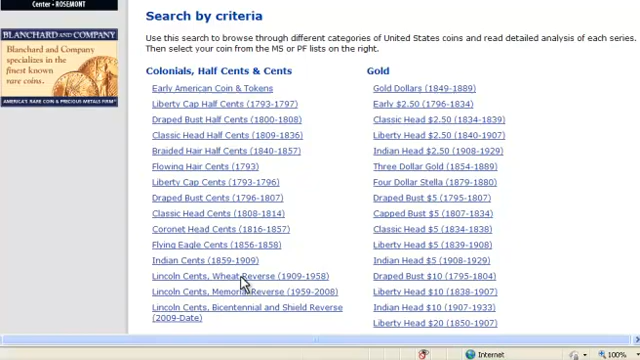 Center - ROSEMONT
BLANCHARD AND COMPANY
Blanchard and Company
specializes in the
finest known
rare coins.
AMERICA'S RARE COIN & PRECIOUS METALS FIRM
Search by criteria
Use this search to browse through different categories of United States coins and read detailed analysis of each series.
Then select your coin from the MS or PF lists on the right.
Colonials, Half Cents & Cents
Early American Coin & Tokens
Liberty Cap Half Cents (1793-1797)
Draped Bust Half Cents (1800-1808)
Classic Head Half Cents (1809-1836)
Braided Hair Half Cents (1840-1857)
Flowing Hair Cents (1793)
Liberty Cap Cents (1793-1796)
Draped Bust Cents (1796-1807)
Classic Head Cents (1808-1814)
Coronet Head Cents (1816-1857)
Flying Eagle Cents (1856-1858)
Indian Cents (1859-1909)
Lincoln Cents, Wheat Reverse (1909-1958)
Lincoln Cents, Memorial Reverse (1959-2008)
Lincoln Cents, Bicentennial and Shield Reverse
(2009-Date)
Gold
Gold Dollars (1849-1889)
Early $2.50 (1796-1834)
Classic Head $2.50 (1834-1839)
Liberty Head $2.50 (1840-1907)
Indian Head $2.50 (1908-1929)
Three Dollar Gold (1854-1889)
Four Dollar Stella (1879-1880)
Draped Bust $5 (1795-1807)
Capped Bust $5 (1807-1834)
Classic Head $5 (1834-1838)
Liberty Head $5 (1839-1908)
Indian Head $5 (1908-1929)
Draped Bust $10 (1795-1804)
Liberty Head $10 (1838-1907)
Indian Head $10 (1907-1933)
Liberty Head $20 (1850-1907)
Internet
100%